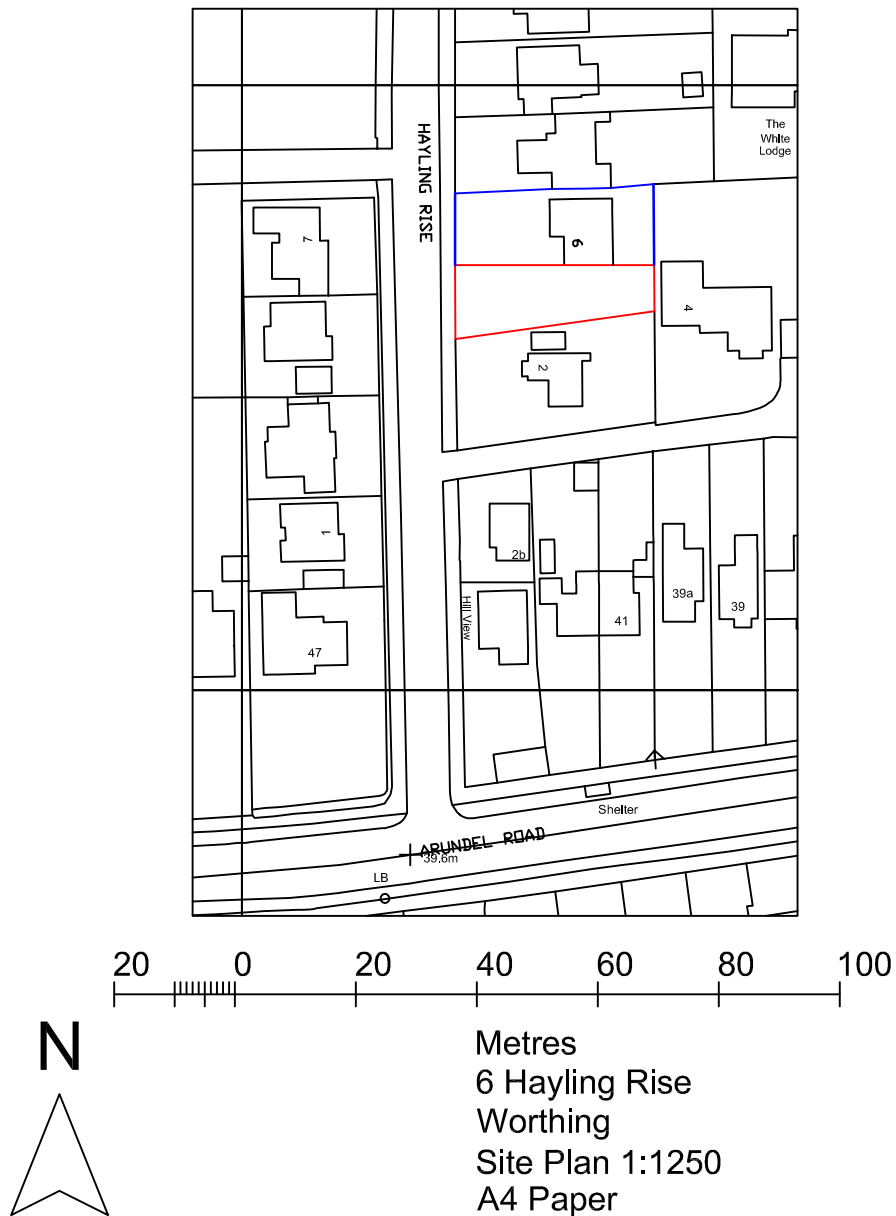 The
White
Lodge
HAYLING RISE
7
6
4
2
1
2b
Hill View
41
39a
39
47
Shelter
ARUNDEL ROAD
39.6m
LB
20 0 20 40 60 80 100
N
Metres
6 Hayling Rise
Worthing
Site Plan 1:1250
A4 Paper